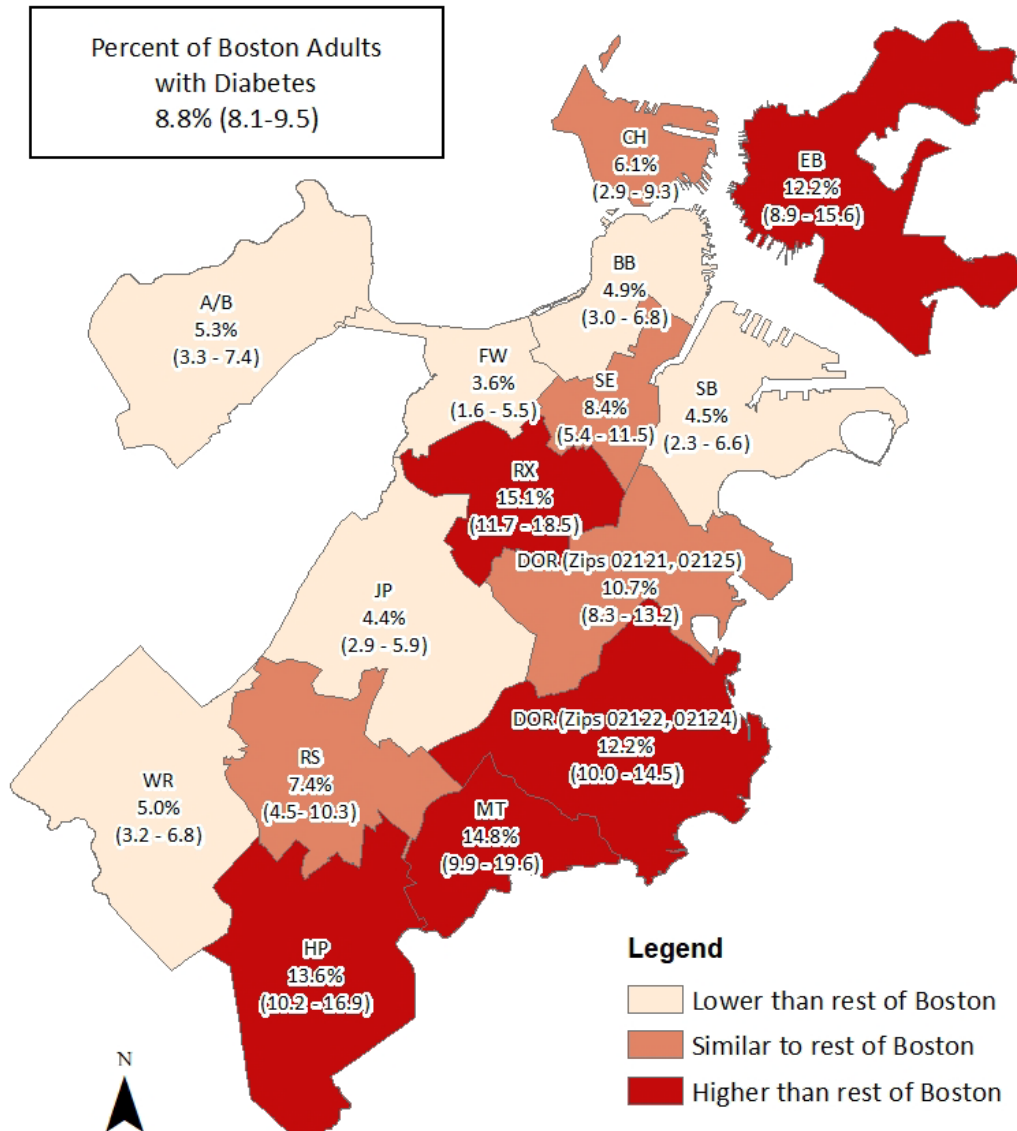 Percent of Boston Adults
with Diabetes
8.8% (8.1-9.5)
CH
6.1%
(2.9 - 9.3)
EB
12.2%
(8.9 - 15.6)
BB
4.9%
(3.0 - 6.8)
A/B
5.3%
(3.3 - 7.4)
FW
3.6%
(1.6 - 5.5)
SE
8.4%
(5.4 - 11.5)
SB
4.5%
(2.3 - 6.6)
RX
15.1%
(11.7 - 18.5)
DOR (Zips 02121, 02125)
10.7%
(8.3 - 13.2)
JP
4.4%
(2.9 - 5.9)
DOR (Zips 02122, 02124)
12.2%
(10.0 - 14.5)
RS
7.4%
(4.5- 10.3)
WR
5.0%
(3.2 - 6.8)
MT
14.8%
(9.9 - 19.6)
HP
13.6%
(10.2 - 16.9)
Legend
Lower than rest of Boston
Similar to rest of Boston
Higher than rest of Boston
N